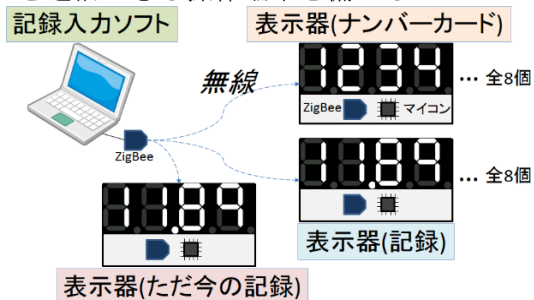 記録入力ソフト
表示器(ナンバーカード)
無線
1234
… 全8個
ZigBee
マイコン
ZigBee
11.89
… 全8個
11.89
表示器(記録)
表示器(ただ今の記録)